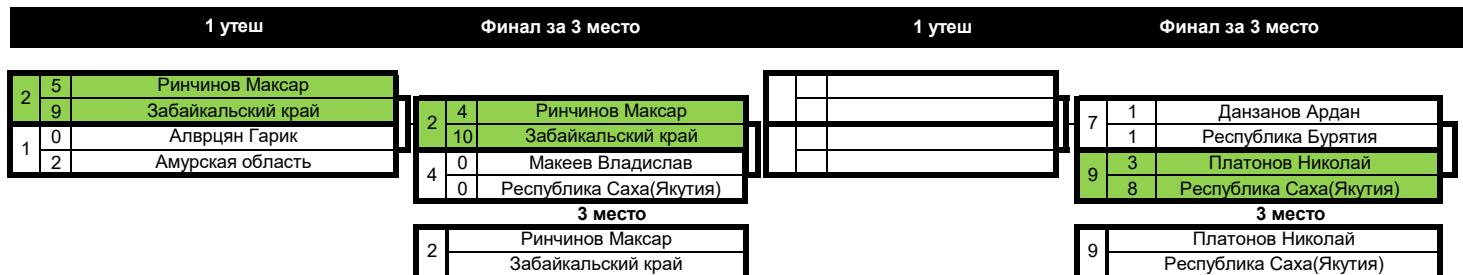 1 утеш Финал за 3 место 1 утеш Финал за 3 место
2 5 Ринчинов Максар
9 Забайкальский край
1 0 Алврцян Гарик
2 Амурская область
2 4 Ринчинов Максар
10 Забайкальский край
4 0 Макеев Владислав
0 Республика Саха(Якутия)
3 место
2 Ринчинов Максар
Забайкальский край
7 1 Данзанов Ардан
1 Республика Бурятия
9 3 Платонов Николай
8 Республика Саха(Якутия)
3 место
9 Платонов Николай
Республика Саха(Якутия)